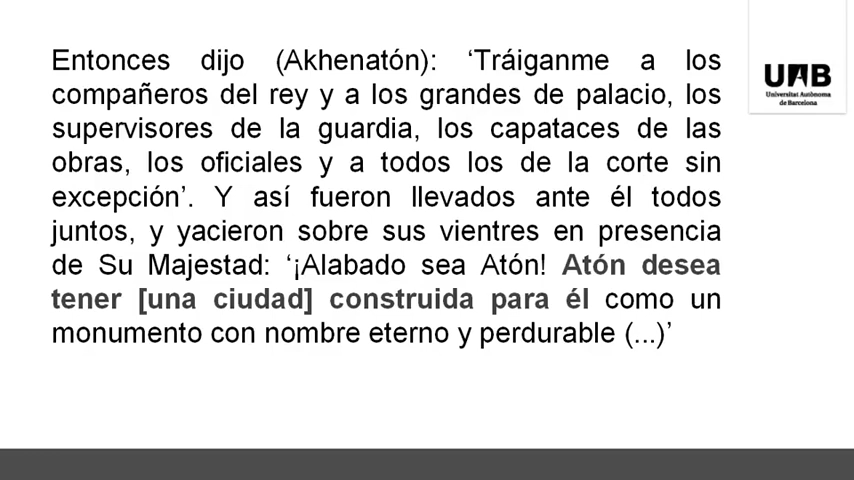 Entonces dijo (Akhenatón): ‘Tráiganme a los
compañeros del rey y a los grandes de palacio, los
supervisores de la guardia, los capataces de las
obras, los oficiales y a todos los de la corte sin
excepción’. Y así fueron llevados ante él todos
juntos, y yacieron sobre sus vientres en presencia
de Su Majestad: ‘¡Alabado sea Atón! Atón desea
tener [una ciudad] construida para él como un
monumento con nombre eterno y perdurable (...)’
UAB
Universitat Autònoma
de Barcelona